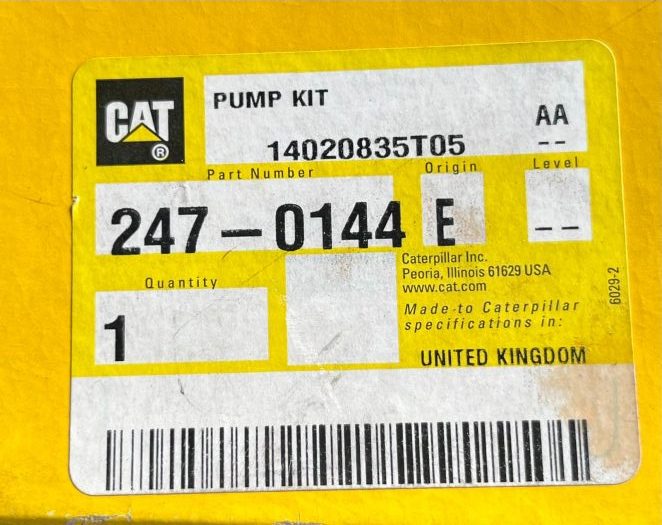 CAT
®
PUMP KIT
AA
14020835T05
--
Part Number
Origin
Level
247-0144
E
--
Caterpillar Inc.
Peoria, Illinois 61629 USA
www.cat.com
Quantity
1
Made to Caterpillar
specifications in:
6029-2
UNITED KINGDOM